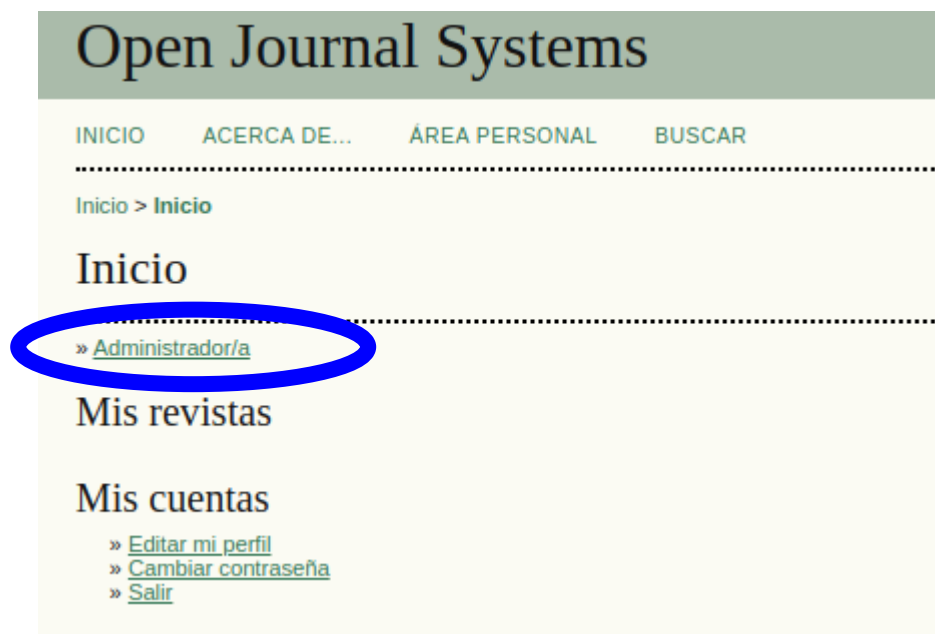 Open Journal Systems
INICIO ACERCA DE... ÁREA PERSONAL BUSCAR
Inicio > Inicio
Inicio
» Administrador/a
Mis revistas
Mis cuentas
» Editar mi perfil
» Cambiar contraseña
» Salir